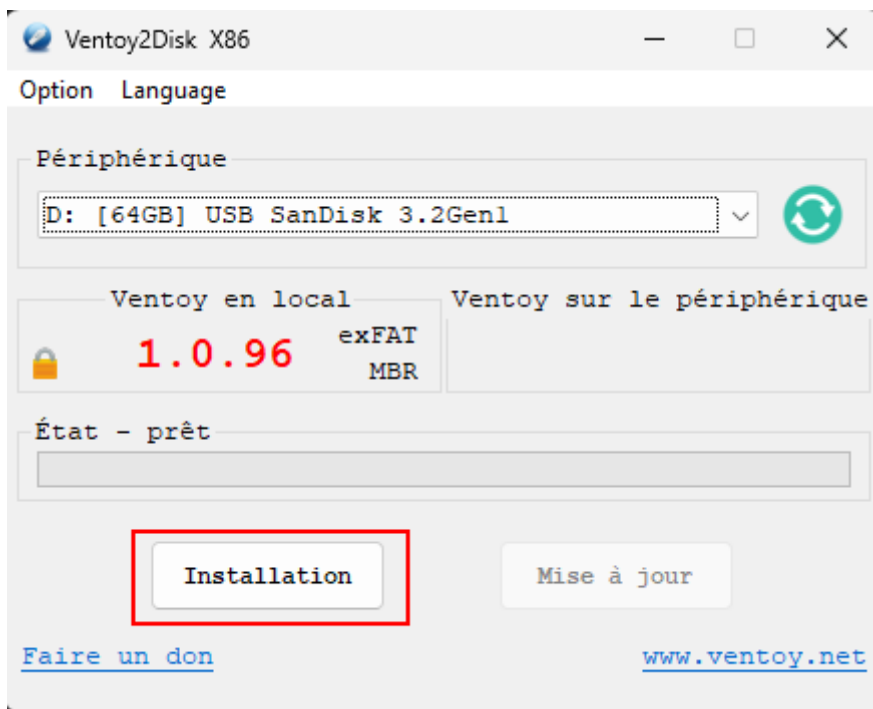 Ventoy2Disk X86
Option Language
Périphérique
D: [64GB] USB SanDisk 3.2Gen1
Ventoy en local
1.0.96
exFAT
MBR
Ventoy sur le périphérique
État - prêt
Installation
Mise à jour
Faire un don
www.ventoy.net